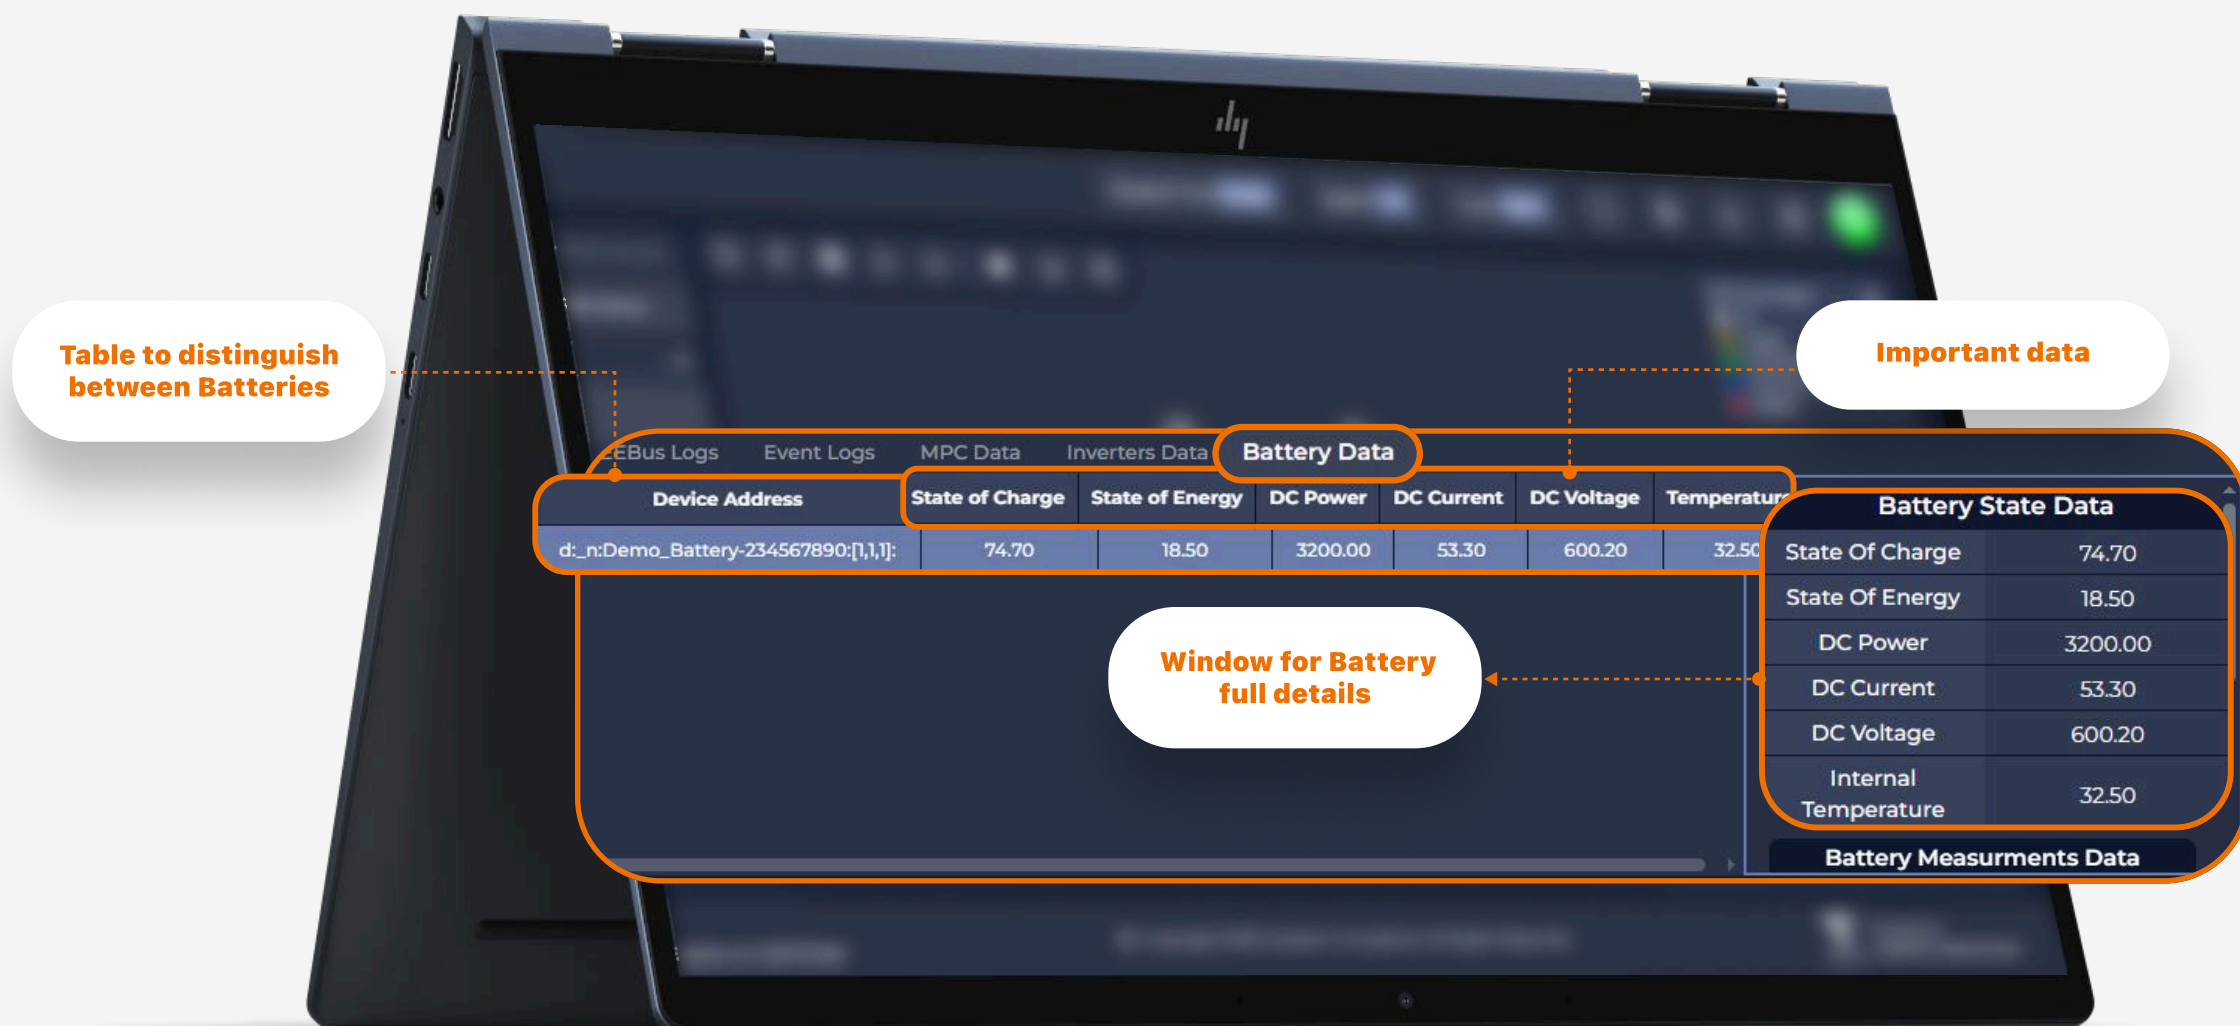 Table to distinguish
between Batteries
Important data
EEBus Logs Event Logs MPC Data Inverters Data Battery Data
Device Address State of Charge State of Energy DC Power DC Current DC Voltage Temperature
d:_n:Demo_Battery-234567890:[1,1,1]: 74.70 18.50 3200.00 53.30 600.20 32.50
Window for Battery
full details
Battery State Data
State Of Charge 74.70
State Of Energy 18.50
DC Power 3200.00
DC Current 53.30
DC Voltage 600.20
Internal
Temperature 32.50
Battery Measurments Data
hp